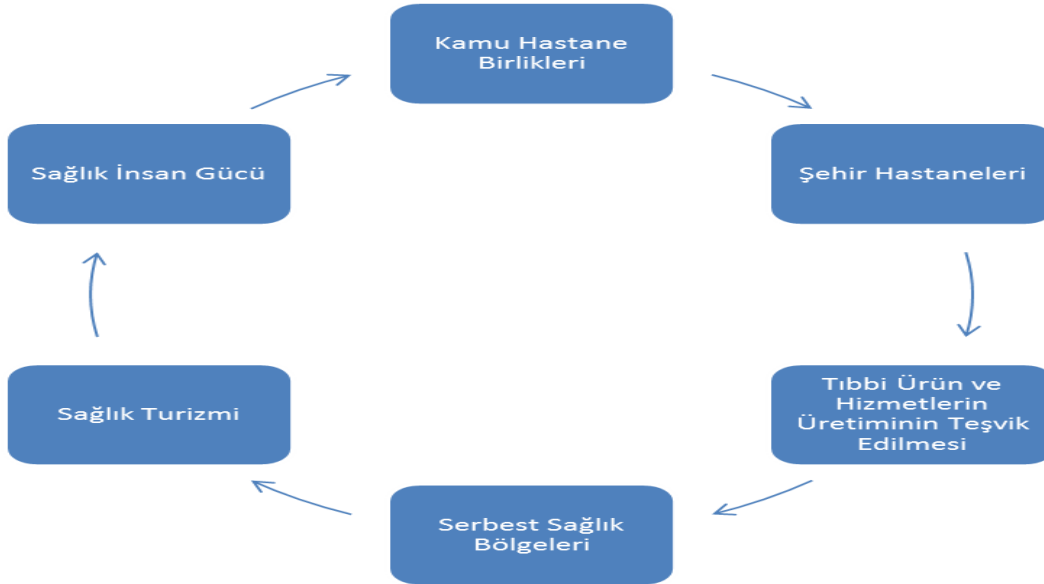 Kamu Hastane
Birlikleri
Şehir Hastaneleri
Tıbbi Ürün ve
Hizmetlerin
Üretiminin Teşvik
Edilmesi
Serbest Sağlık
Bölgeleri
Sağlık Turizmi
Sağlık İnsan Gücü